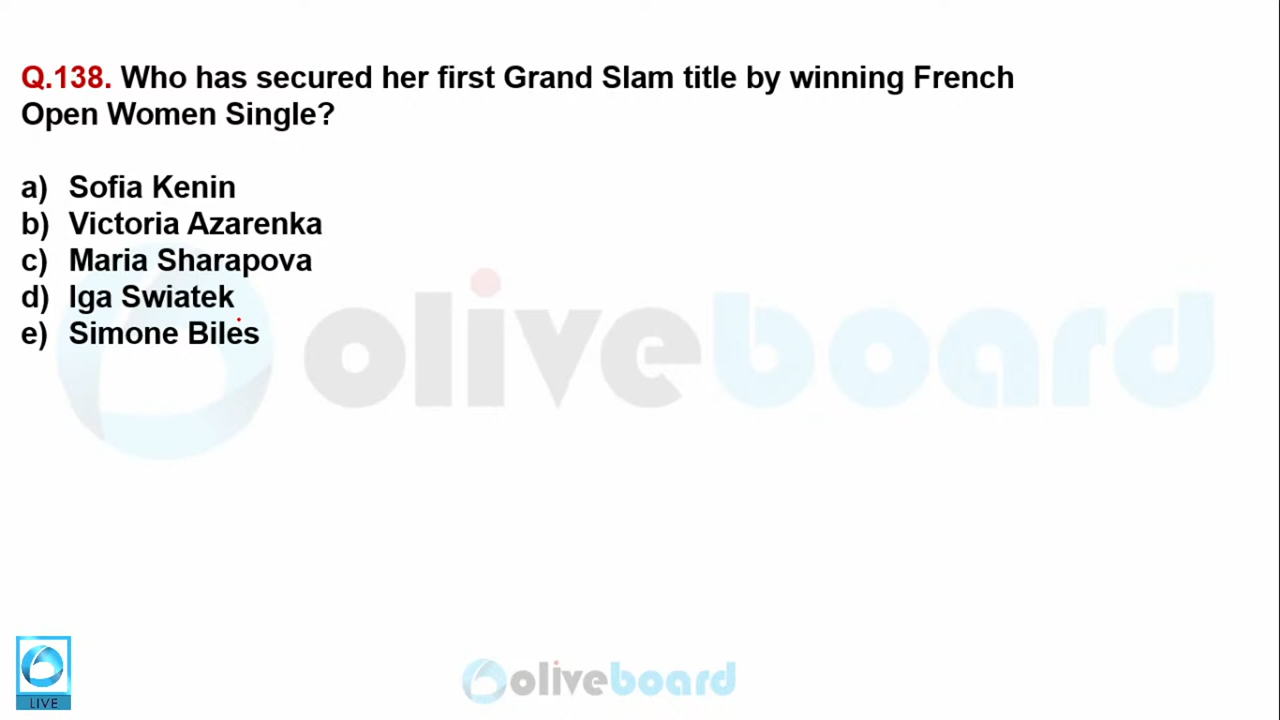 Q.138. Who has secured her first Grand Slam title by winning French
Open Women Single?
a) Sofia Kenin
b) Victoria Azarenka
c) Maria Sharapova
d) Iga Swiatek
e) Simone Biles
oliveboard
LIVE
oliveboard